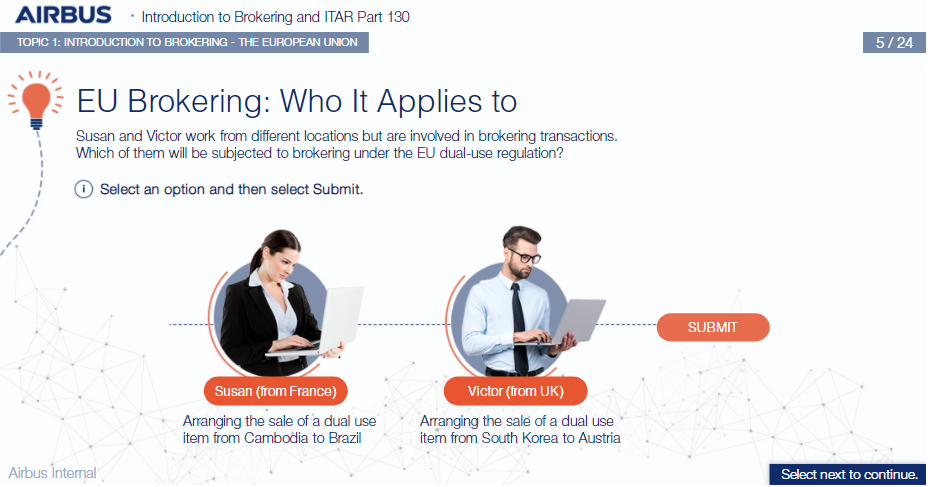 AIRBUS
· Introduction to Brokering and ITAR Part 130
TOPIC 1: INTRODUCTION TO BROKERING - THE EUROPEAN UNION
5 / 24
EU Brokering: Who It Applies to
Susan and Victor work from different locations but are involved in brokering transactions.
Which of them will be subjected to brokering under the EU dual-use regulation?
i Select an option and then select Submit.
SUBMIT
Susan (from France)
Arranging the sale of a dual use
item from Cambodia to Brazil
Victor (from UK)
Arranging the sale of a dual use
item from South Korea to Austria
Airbus Internal
Select next to continue.